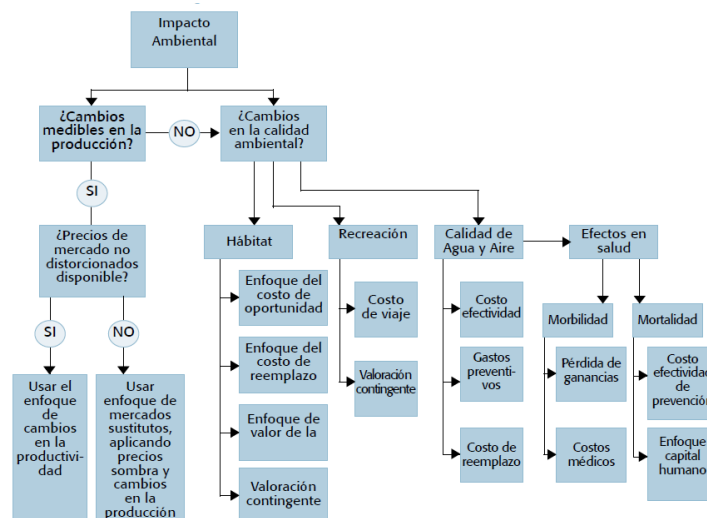 Impacto
Ambiental
¿Cambios
medibles en la
producción?
NO
¿Cambios
en la calidad
ambiental?
SI
¿Precios de
mercado no
distorcionados
disponible?
Hábitat
Recreación
Calidad de
Agua y Aire
Efectos en
salud
SI
NO
Usar el
enfoque
de
cambios
en la
productivi-
dad
Usar
enfoque de
mercados
sustitutos,
aplicando
precios
sombra y
cambios
en la
producción
Enfoque del
costo de
oportunidad
Enfoque del
costo de
reemplazo
Enfoque de
valor de la
Valoración
contingente
Costo
de viaje
Valoración
contingente
Costo
efectividad
Gastos
preventi-
vos
Costo de
reemplazo
Morbilidad
Mortalidad
Pérdida de
ganancias
Costos
médicos
Costo
efectividad
de
prevención
Enfoque
capital
humano